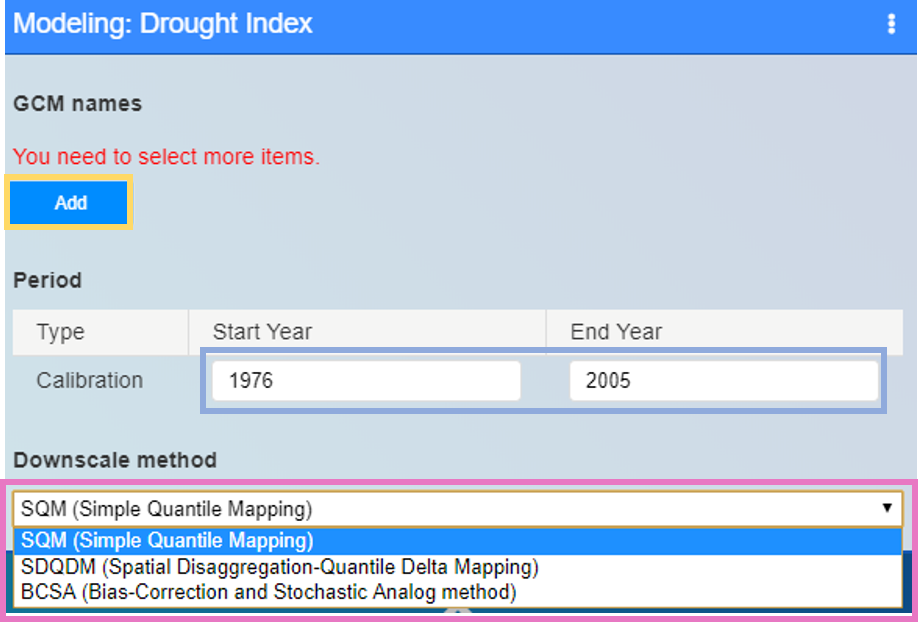 Modeling: Drought Index
GCM names
You need to select more items.
Add
Period
Type Start Year End Year
Calibration 1976 2005
Downscale method
SQM (Simple Quantile Mapping)
SQM (Simple Quantile Mapping)
SDQDM (Spatial Disaggregation-Quantile Delta Mapping)
BCSA (Bias-Correction and Stochastic Analog method)